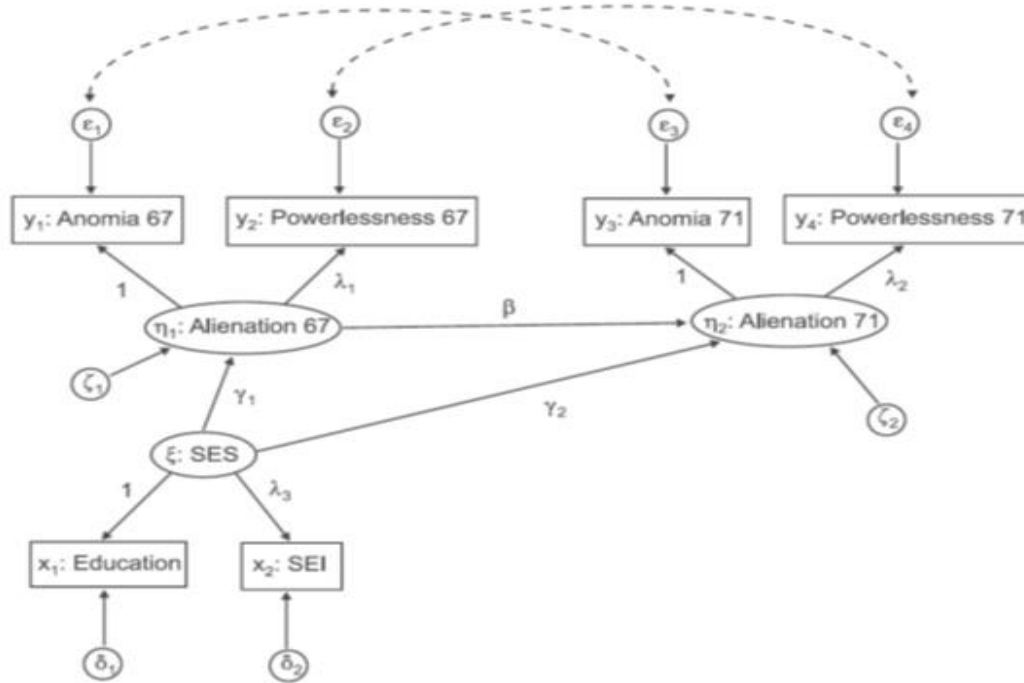 ε₁ ε₂ ε₃ ε₄
y₁: Anomia 67 y₂: Powerlessness 67 y₃: Anomia 71 y₄: Powerlessness 71
1 λ₁ 1 λ₂
β
η₁: Alienation 67 η₂: Alienation 71
ζ₁ γ₁ γ₂ ζ₂
ξ: SES
1 λ₃
x₁: Education x₂: SEI
δ₁ δ₂